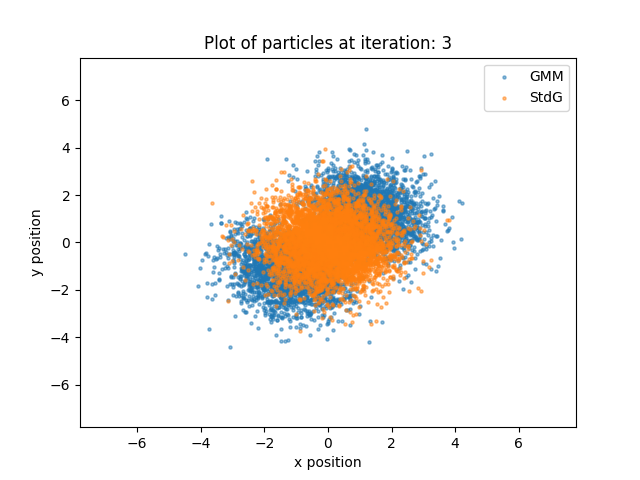 Plot of particles at iteration: 3
GMM
StdG
6
4
2
0
−2
−4
−6
y position
−6 −4 −2 0 2 4 6
x position